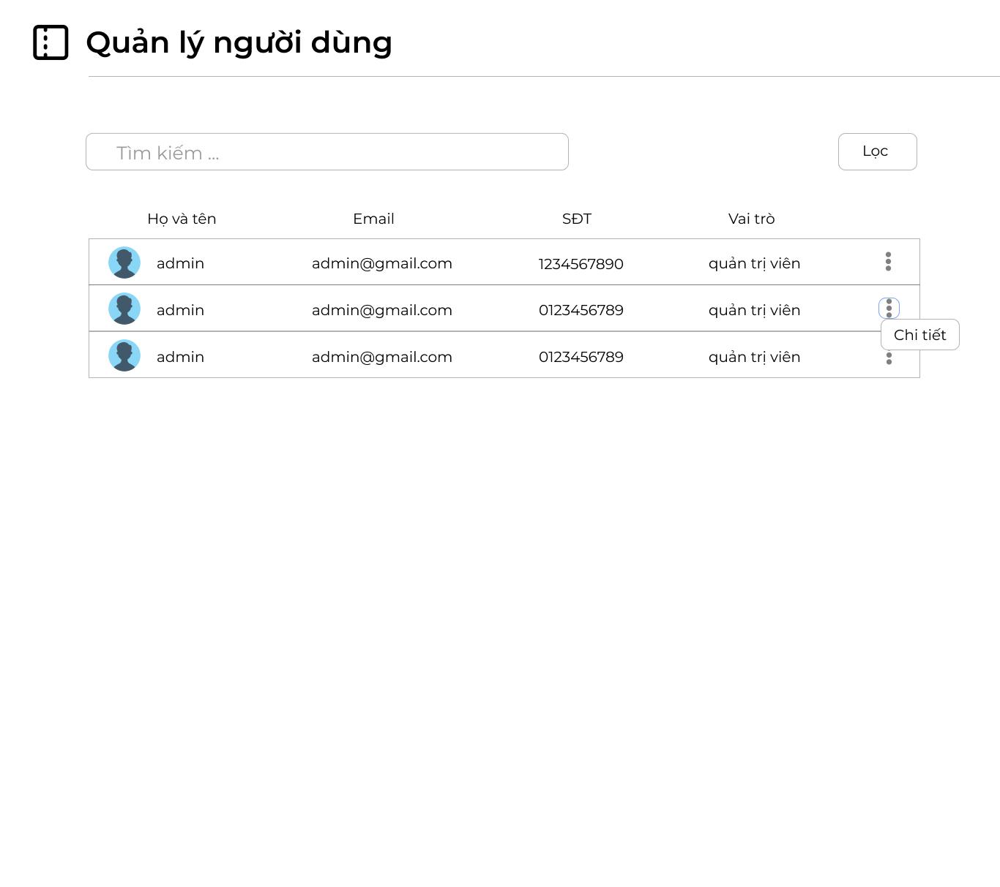 Quản lý người dùng
Tìm kiếm ...
Lọc
Họ và tên Email SĐT Vai trò
admin admin@gmail.com 1234567890 quản trị viên
admin admin@gmail.com 0123456789 quản trị viên
Chi tiết
admin admin@gmail.com 0123456789 quản trị viên